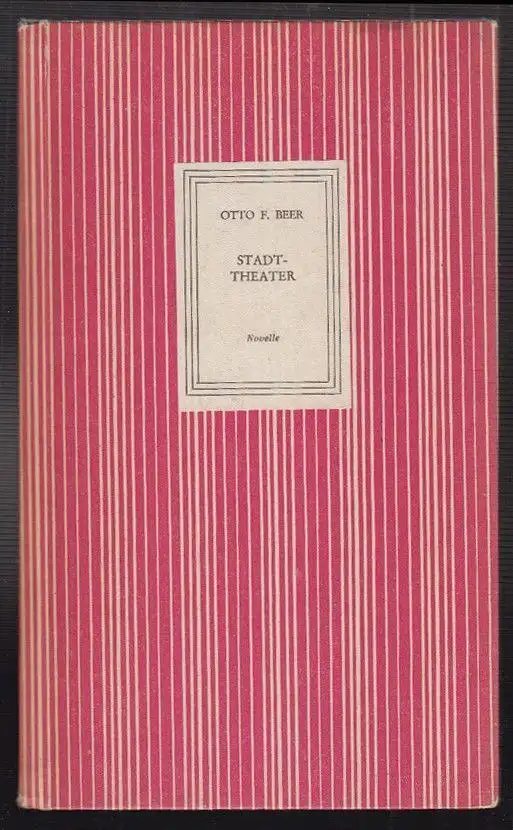 OTTO F. BEER
STADT-
THEATER
Novelle